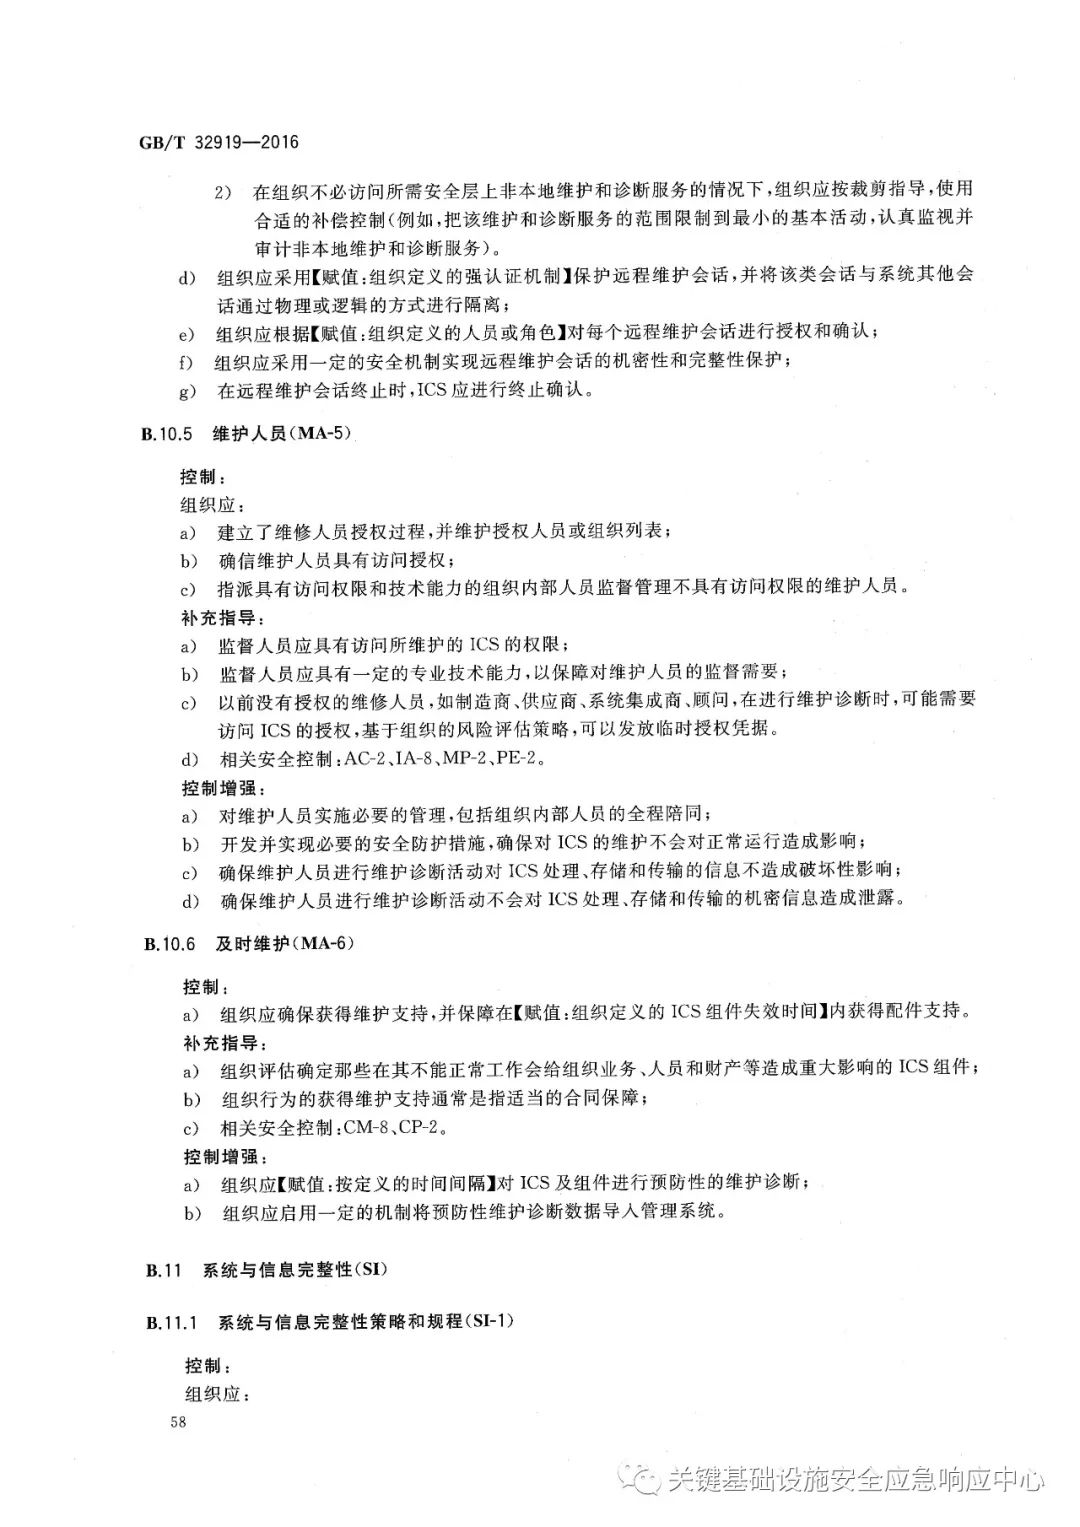 GB/T 32919—2016
2) 在组织不必访问所需安全层上非本地维护和诊断服务的情况下,组织应按裁剪指导,使用
合适的补偿控制(例如,把该维护和诊断服务的范围限制到最小的基本活动,认真监视并
审计非本地维护和诊断服务)。
d) 组织应采用【赋值:组织定义的强认证机制】保护远程维护会话,并将该类会话与系统其他会
话通过物理或逻辑的方式进行隔离;
e) 组织应根据【赋值:组织定义的人员或角色】对每个远程维护会话进行授权和确认;
f) 组织应采用一定的安全机制实现远程维护会话的机密性和完整性保护;
g) 在远程维护会话终止时,ICS应进行终止确认。
B.10.5 维护人员(MA-5)
控制:
组织应:
a) 建立了维修人员授权过程,并维护授权人员或组织列表;
b) 确信维护人员具有访问授权;
c) 指派具有访问权限和技术能力的组织内部人员监督管理不具有访问权限的维护人员。
补充指导:
a) 监督人员应具有访问所维护的 ICS 的权限;
b) 监督人员应具有一定的专业技术能力,以保障对维护人员的监督需要;
c) 以前没有授权的维修人员,如制造商、供应商、系统集成商、顾问,在进行维护诊断时,可能需要
访问 ICS 的授权,基于组织的风险评估策略,可以发放临时授权凭据。
d) 相关安全控制:AC-2、IA-8、MP-2、PE-2。
控制增强:
a) 对维护人员实施必要的管理,包括组织内部人员的全程陪同;
b) 开发并实现必要的安全防护措施,确保对 ICS 的维护不会对正常运行造成影响;
c) 确保维护人员进行维护诊断活动对 ICS 处理、存储和传输的信息不造成破坏性影响;
d) 确保维护人员进行维护诊断活动不会对 ICS 处理、存储和传输的机密信息造成泄露。
B.10.6 及时维护(MA-6)
控制:
a) 组织应确保获得维护支持,并保障在【赋值:组织定义的 ICS 组件失效时间】内获得配件支持。
补充指导:
a) 组织评估确定那些在其不能正常工作会给组织业务、人员和财产等造成重大影响的 ICS 组件;
b) 组织行为的获得维护支持通常是指适当的合同保障;
c) 相关安全控制:CM-8、CP-2。
控制增强:
a) 组织应【赋值:按定义的时间间隔】对 ICS 及组件进行预防性的维护诊断;
b) 组织应启用一定的机制将预防性维护诊断数据导入管理系统。
B.11 系统与信息完整性(SI)
B.11.1 系统与信息完整性策略和规程(SI-1)
控制:
组织应:
58
关键基础设施安全应急响应中心